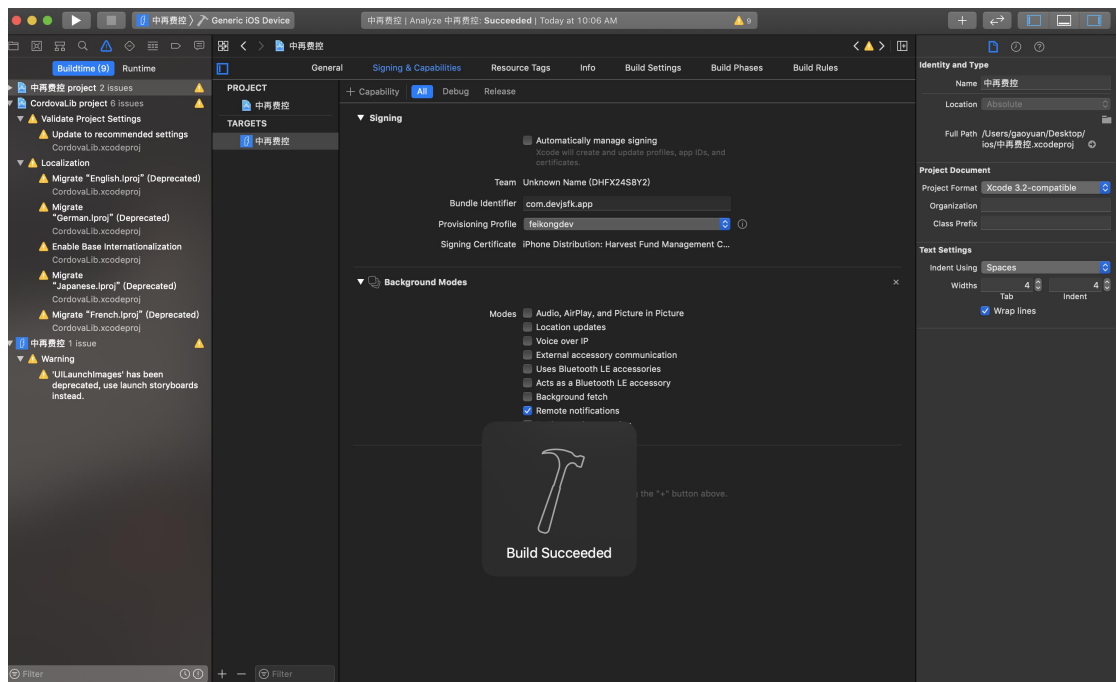 中再费控 〉 Generic iOS Device
中再费控 | Analyze 中再费控: Succeeded | Today at 10:06 AM
9
中再费控
Buildtime (9) Runtime
中再费控 project 2 issues
CordovaLib project 6 issues
Validate Project Settings
Update to recommended settings
CordovaLib.xcodeproj
Localization
Migrate "English.lproj" (Deprecated)
CordovaLib.xcodeproj
Migrate
"German.lproj" (Deprecated)
CordovaLib.xcodeproj
Enable Base Internationalization
CordovaLib.xcodeproj
Migrate
"Japanese.lproj" (Deprecated)
CordovaLib.xcodeproj
Migrate "French.lproj" (Deprecated)
CordovaLib.xcodeproj
中再费控 1 issue
Warning
'UILaunchImages' has been
deprecated, use launch storyboards
instead.
Filter
General Signing & Capabilities Resource Tags Info Build Settings Build Phases Build Rules
PROJECT
中再费控
TARGETS
中再费控
Filter
+ Capability All Debug Release
Signing
Automatically manage signing
Xcode will create and update profiles, app IDs, and
certificates.
Team Unknown Name (DHFX24S8Y2)
Bundle Identifier com.devjsfk.app
Provisioning Profile feikongdev
Signing Certificate iPhone Distribution: Harvest Fund Management C...
Background Modes
Modes Audio, AirPlay, and Picture in Picture
Location updates
Voice over IP
External accessory communication
Uses Bluetooth LE accessories
Acts as a Bluetooth LE accessory
Background fetch
Remote notifications
the "+" button above.
Build Succeeded
Identity and Type
Name 中再费控
Location Absolute
Full Path /Users/gaoyuan/Desktop/
ios/中再费控.xcodeproj
Project Document
Project Format Xcode 3.2-compatible
Organization
Class Prefix
Text Settings
Indent Using Spaces
Widths 4 4
Tab Indent
Wrap lines